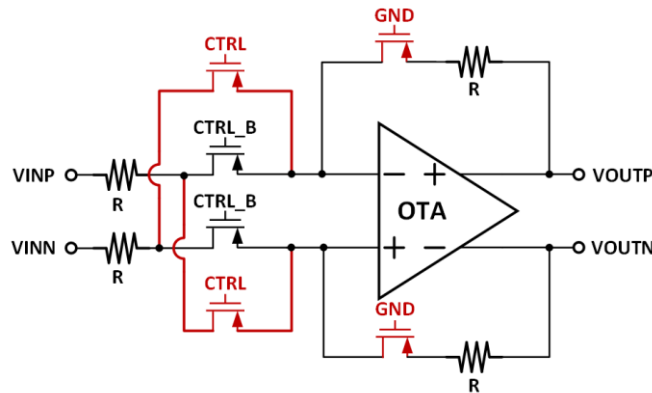 GND
CTRL
R
CTRL_B
VINP
R
VOUTP
CTRL_B
OTA
VINN
R
VOUTN
CTRL
GND
R